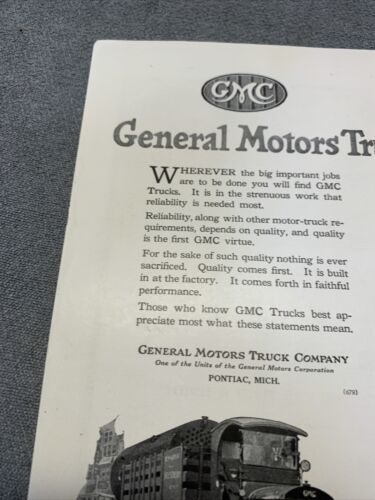 GMC
General Motors Tr
WHEREVER the big important jobs
are to be done you will find GMC
Trucks. It is in the strenuous work that
reliability is needed most.
Reliability, along with other motor-truck re-
quirements, depends on quality, and quality
is the first GMC virtue.
For the sake of such quality nothing is ever
sacrificed. Quality comes first. It is built
in at the factory. It comes forth in faithful
performance.
Those who know GMC Trucks best ap-
preciate most what these statements mean.
GENERAL MOTORS TRUCK COMPANY
One of the Units of the General Motors Corporation
PONTIAC, MICH.
(679)